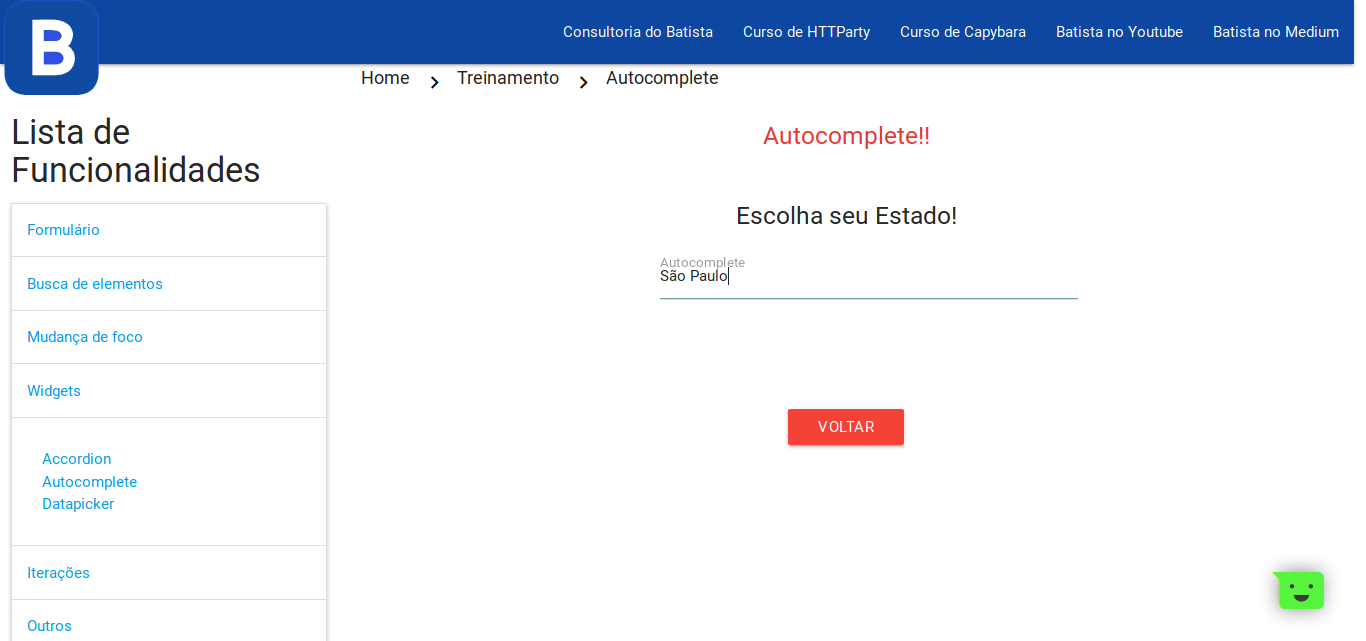 B
Consultoria do Batista Curso de HTTParty Curso de Capybara Batista no Youtube Batista no Medium
Home Treinamento Autocomplete
Lista de
Funcionalidades
Formulário
Busca de elementos
Mudança de foco
Widgets
Accordion
Autocomplete
Datapicker
Iterações
Outros
Autocomplete!!
Escolha seu Estado!
Autocomplete
São Paulo
VOLTAR